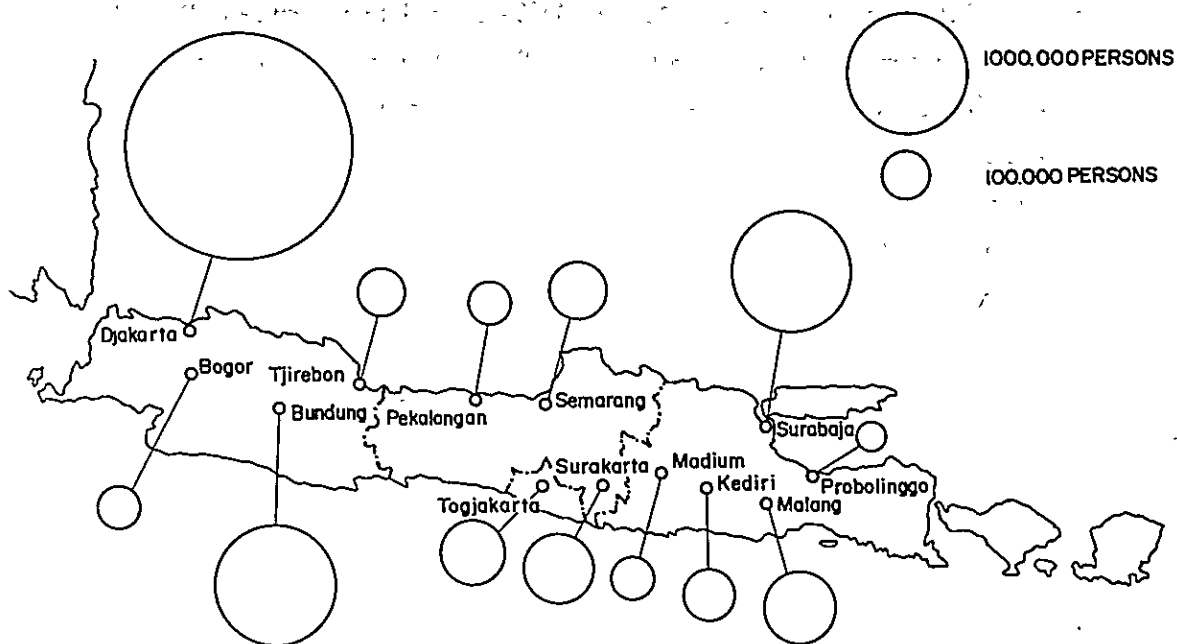 1000.000 PERSONS
100.000 PERSONS
Djakarta
Bogor
Tjirebon
Bundung
Pekalongan
Semarang
Surabaja
Surakarta
Madium
Kediri
Probolinggo
Togjakarta
Malang